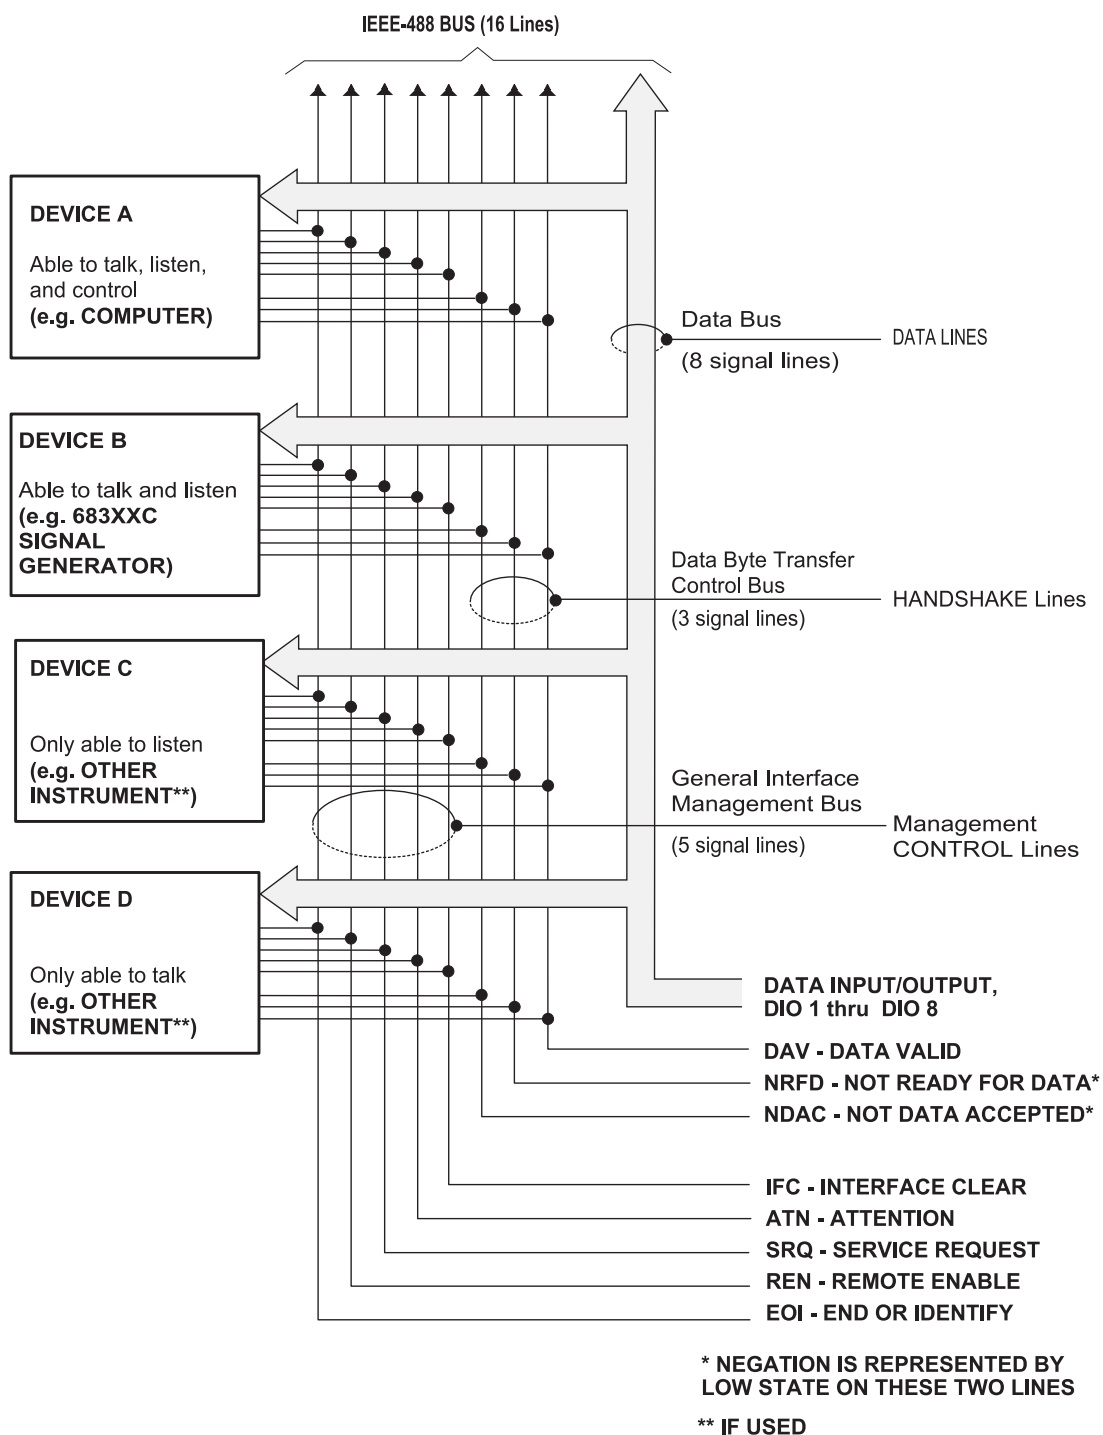 IEEE-488 BUS (16 Lines)
DEVICE A
Able to talk, listen,
and control
(e.g. COMPUTER)
Data Bus
(8 signal lines)
DATA LINES
DEVICE B
Able to talk and listen
(e.g. 683XXC
SIGNAL
GENERATOR)
Data Byte Transfer
Control Bus
(3 signal lines)
HANDSHAKE Lines
DEVICE C
Only able to listen
(e.g. OTHER
INSTRUMENT**)
General Interface
Management Bus
(5 signal lines)
Management
CONTROL Lines
DEVICE D
Only able to talk
(e.g. OTHER
INSTRUMENT**)
DATA INPUT/OUTPUT,
DIO 1 thru DIO 8
DAV - DATA VALID
NRFD - NOT READY FOR DATA*
NDAC - NOT DATA ACCEPTED*
IFC - INTERFACE CLEAR
ATN - ATTENTION
SRQ - SERVICE REQUEST
REN - REMOTE ENABLE
EOI - END OR IDENTIFY
* NEGATION IS REPRESENTED BY
LOW STATE ON THESE TWO LINES
** IF USED